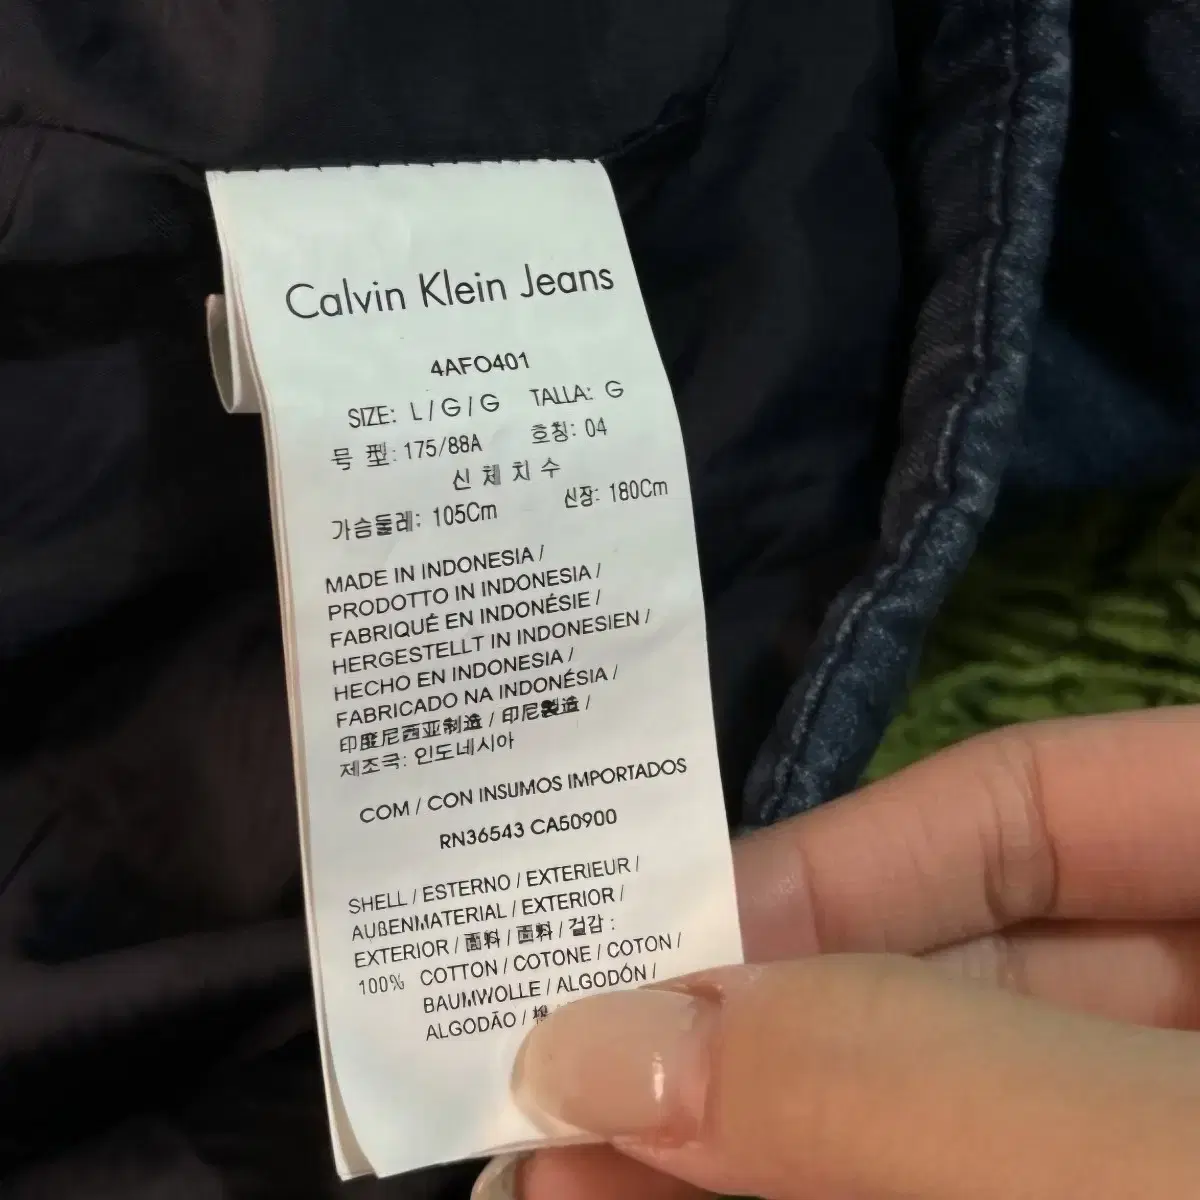 Calvin Klein Jeans
4AFO401
SIZE: L / G / G TALLA: G
号 型: 175/88A 호칭: 04
신 체 치 수
가슴둘레: 105Cm 신장: 180Cm
MADE IN INDONESIA /
PRODOTTO IN INDONESIA /
FABRIQUÉ EN INDONÉSIE /
HERGESTELLT IN INDONESIEN /
HECHO EN INDONESIA /
FABRICADO NA INDONÉSIA /
印度尼西亚制造 / 印尼製造 /
제조국: 인도네시아
COM / CON INSUMOS IMPORTADOS
RN36543 CA50900
SHELL / ESTERNO / EXTERIEUR /
AUßENMATERIAL / EXTERIOR /
EXTERIOR / 面料 / 面料 / 겉감 :
100% COTTON / COTONE / COTON /
BAUMWOLLE / ALGODÓN /
ALGODÃO /